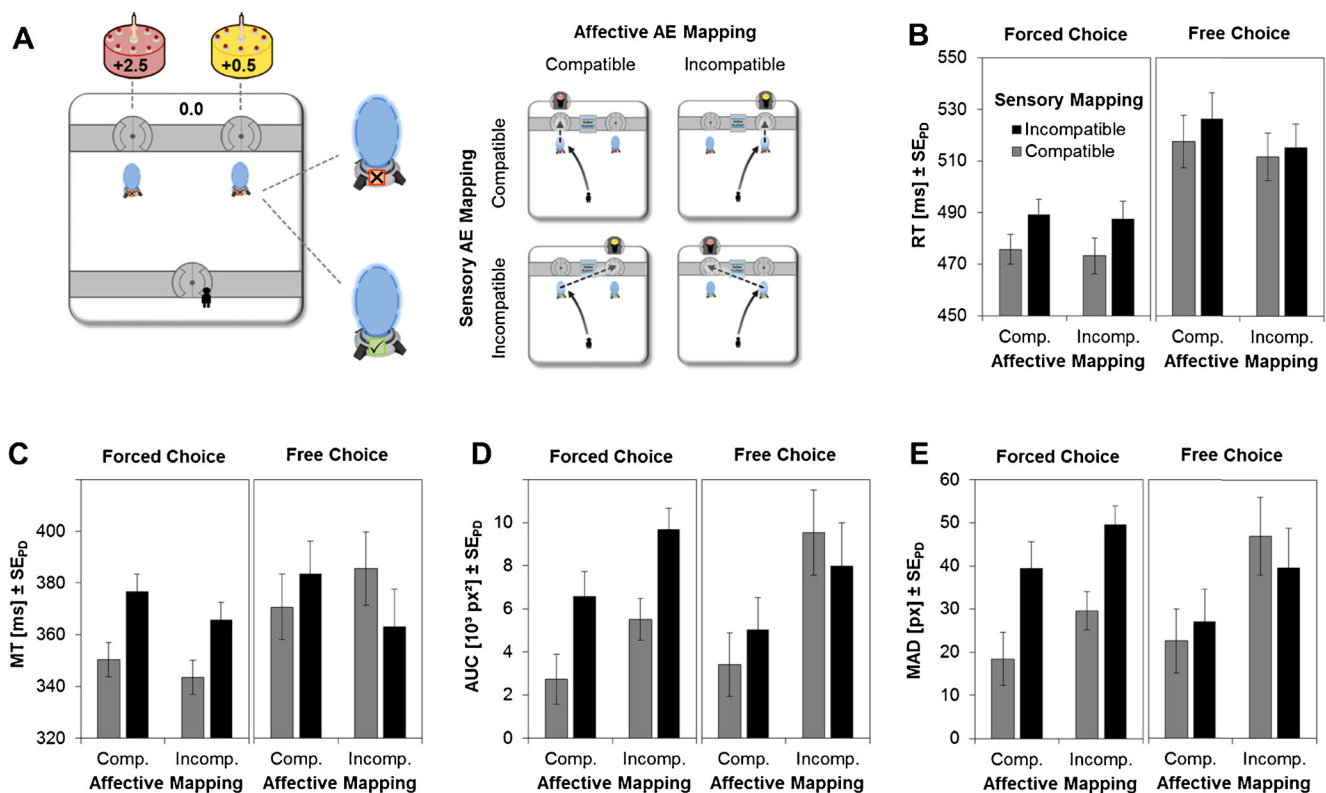 A
+2.5
+0.5
0.0
Affective AE Mapping
Compatible
Incompatible
Sensory AE Mapping
Compatible
Incompatible
B
Forced Choice
Free Choice
RT [ms] ± SE_PD
550
530
510
490
470
450
Sensory Mapping
Incompatible
Compatible
Comp.
Incomp.
Comp.
Incomp.
Affective Mapping
Affective Mapping
C
Forced Choice
Free Choice
MT [ms] ± SE_PD
400
380
360
340
320
Comp.
Incomp.
Comp.
Incomp.
Affective Mapping
Affective Mapping
D
Forced Choice
Free Choice
AUC [10³ px²] ± SE_PD
10
8
6
4
2
0
Comp.
Incomp.
Comp.
Incomp.
Affective Mapping
Affective Mapping
E
Forced Choice
Free Choice
MAD [px] ± SE_PD
60
50
40
30
20
10
0
Comp.
Incomp.
Comp.
Incomp.
Affective Mapping
Affective Mapping